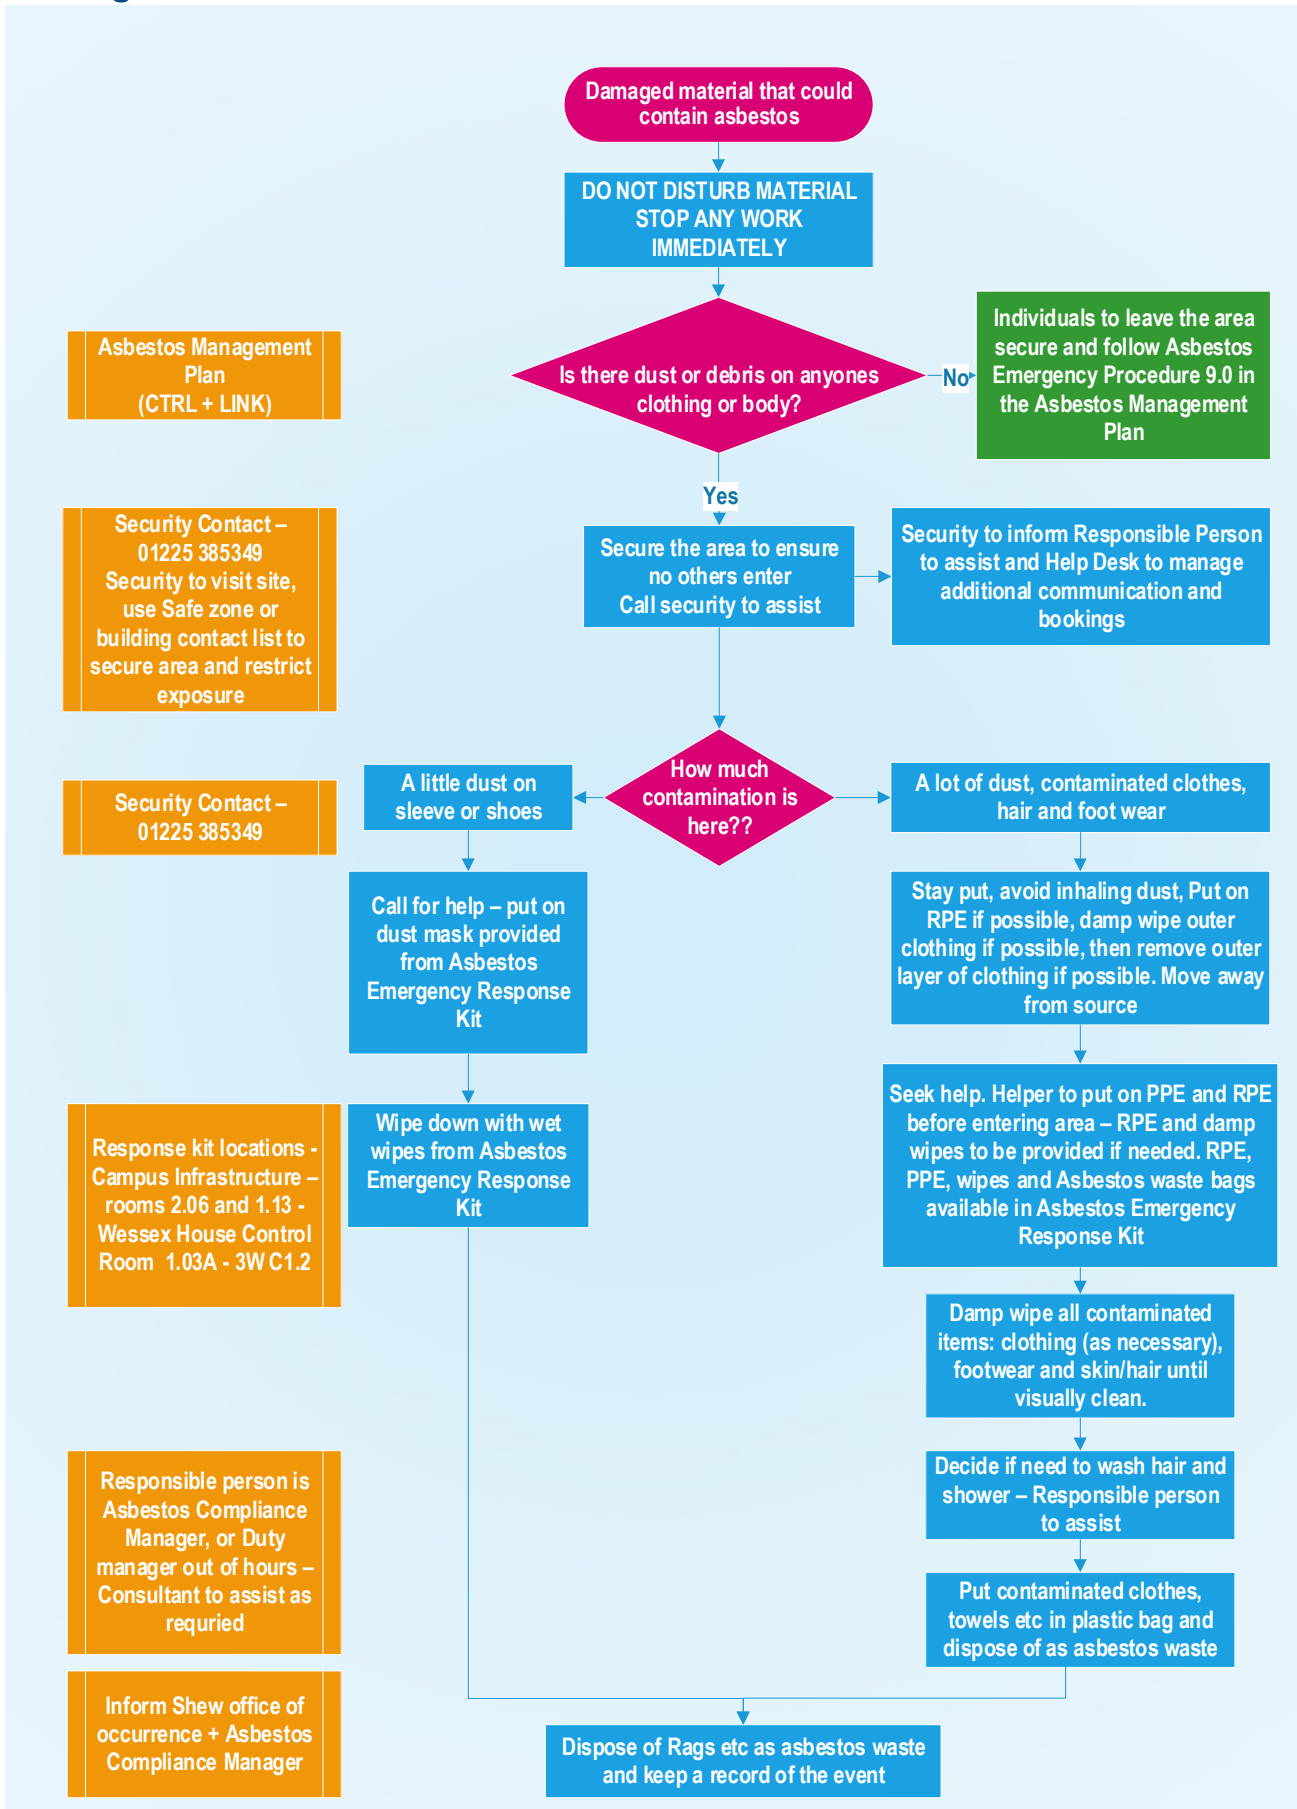 Damaged material that could
contain asbestos
DO NOT DISTURB MATERIAL
STOP ANY WORK
IMMEDIATELY
Is there dust or debris on anyones
clothing or body?
No
Individuals to leave the area
secure and follow Asbestos
Emergency Procedure 9.0 in
the Asbestos Management
Plan
Asbestos Management
Plan
(CTRL + LINK)
Yes
Security Contact –
01225 385349
Security to visit site,
use Safe zone or
building contact list to
secure area and restrict
exposure
Secure the area to ensure
no others enter
Call security to assist
Security to inform Responsible Person
to assist and Help Desk to manage
additional communication and
bookings
Security Contact –
01225 385349
A little dust on
sleeve or shoes
How much
contamination is
here??
A lot of dust, contaminated clothes,
hair and foot wear
Call for help – put on
dust mask provided
from Asbestos
Emergency Response
Kit
Stay put, avoid inhaling dust, Put on
RPE if possible, damp wipe outer
clothing if possible, then remove outer
layer of clothing if possible. Move away
from source
Response kit locations -
Campus Infrastructure –
rooms 2.06 and 1.13 -
Wessex House Control
Room 1.03A - 3W C1.2
Wipe down with wet
wipes from Asbestos
Emergency Response
Kit
Seek help. Helper to put on PPE and RPE
before entering area – RPE and damp
wipes to be provided if needed. RPE,
PPE, wipes and Asbestos waste bags
available in Asbestos Emergency
Response Kit
Damp wipe all contaminated
items: clothing (as necessary),
footwear and skin/hair until
visually clean.
Responsible person is
Asbestos Compliance
Manager, or Duty
manager out of hours –
Consultant to assist as
requried
Decide if need to wash hair and
shower – Responsible person
to assist
Put contaminated clothes,
towels etc in plastic bag and
dispose of as asbestos waste
Inform Shew office of
occurrence + Asbestos
Compliance Manager
Dispose of Rags etc as asbestos waste
and keep a record of the event